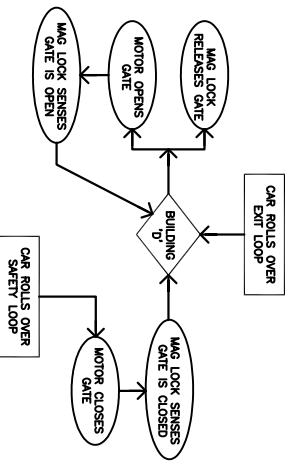 MAG LOCK
RELEASES GATE
MOTOR OPENS
GATE
MAG LOCK SENSES
GATE IS OPEN
BUILDING
'D'
CAR ROLLS OVER
EXIT LOOP
MAG LOCK SENSES
GATE IS CLOSED
MOTOR CLOSES
GATE
CAR ROLLS OVER
SAFETY LOOP